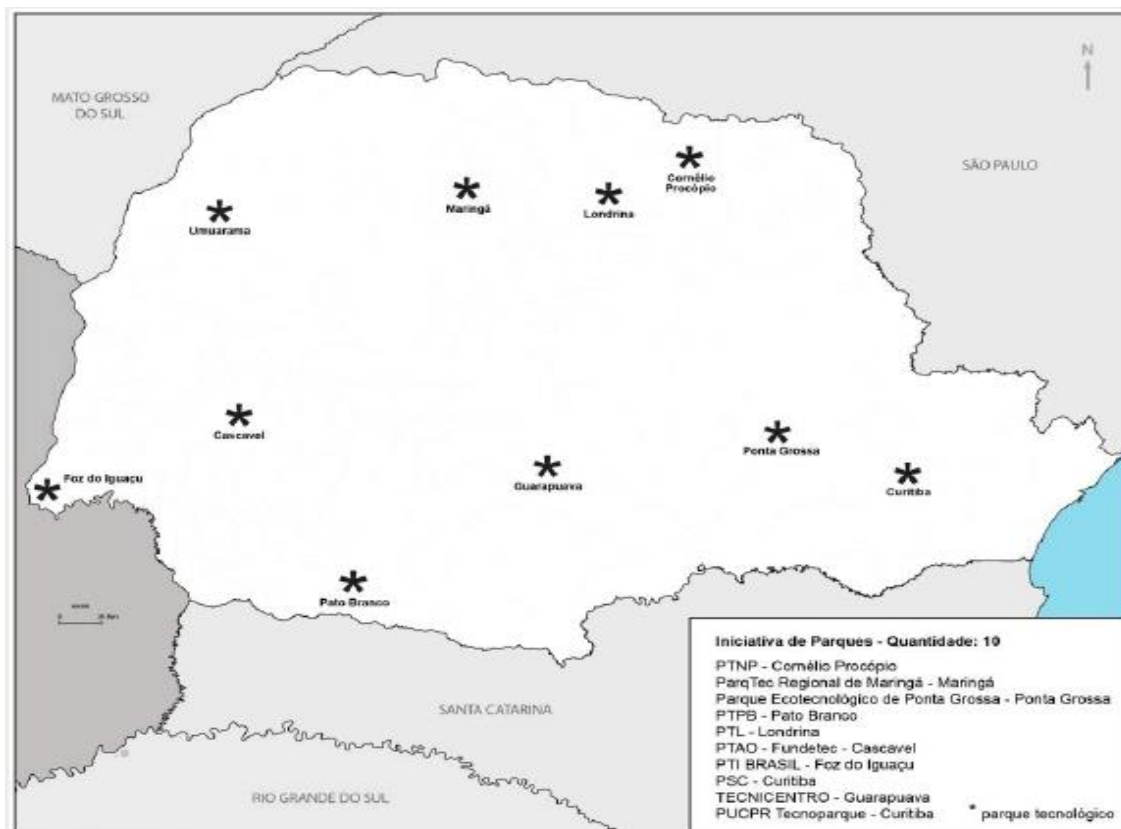 N
MATO GROSSO
DO SUL
SÃO PAULO
Cornélio
Procópio
Maringá
Londrina
Umuarama
Cascavel
Ponta Grossa
Foz do Iguaçu
Guarapuava
Curitiba
Pato Branco
SANTA CATARINA
RIO GRANDE DO SUL
Iniciativa de Parques - Quantidade: 10
PTNP - Cornélio Procópio
ParqTec Regional de Maringá - Maringá
Parque Ecotecnológico de Ponta Grossa - Ponta Grossa
PTPB - Pato Branco
PTL - Londrina
PTAO - Fundetec - Cascavel
PTI BRASIL - Foz do Iguaçu
PSC - Curitiba
TECNICENTRO - Guarapuava
PUCPR Tecnoparque - Curitiba
* parque tecnológico